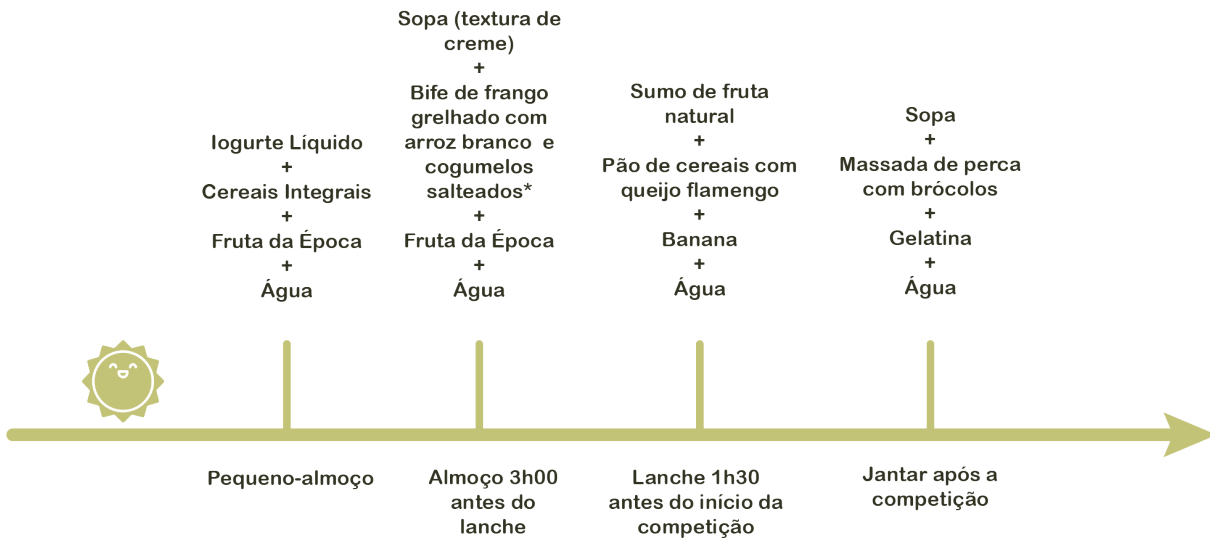 Iogurte Líquido
+
Cereais Integrais
+
Fruta da Época
+
Água
Sopa (textura de
creme)
+
Bife de frango
grelhado com
arroz branco e
cogumelos
salteados*
+
Fruta da Época
+
Água
Sumo de fruta
natural
+
Pão de cereais com
queijo flamengo
+
Banana
+
Água
Sopa
+
Massada de perca
com brócolos
+
Gelatina
+
Água
Pequeno-almoço
Almoço 3h00
antes do
lanche
Lanche 1h30
antes do início da
competição
Jantar após a
competição